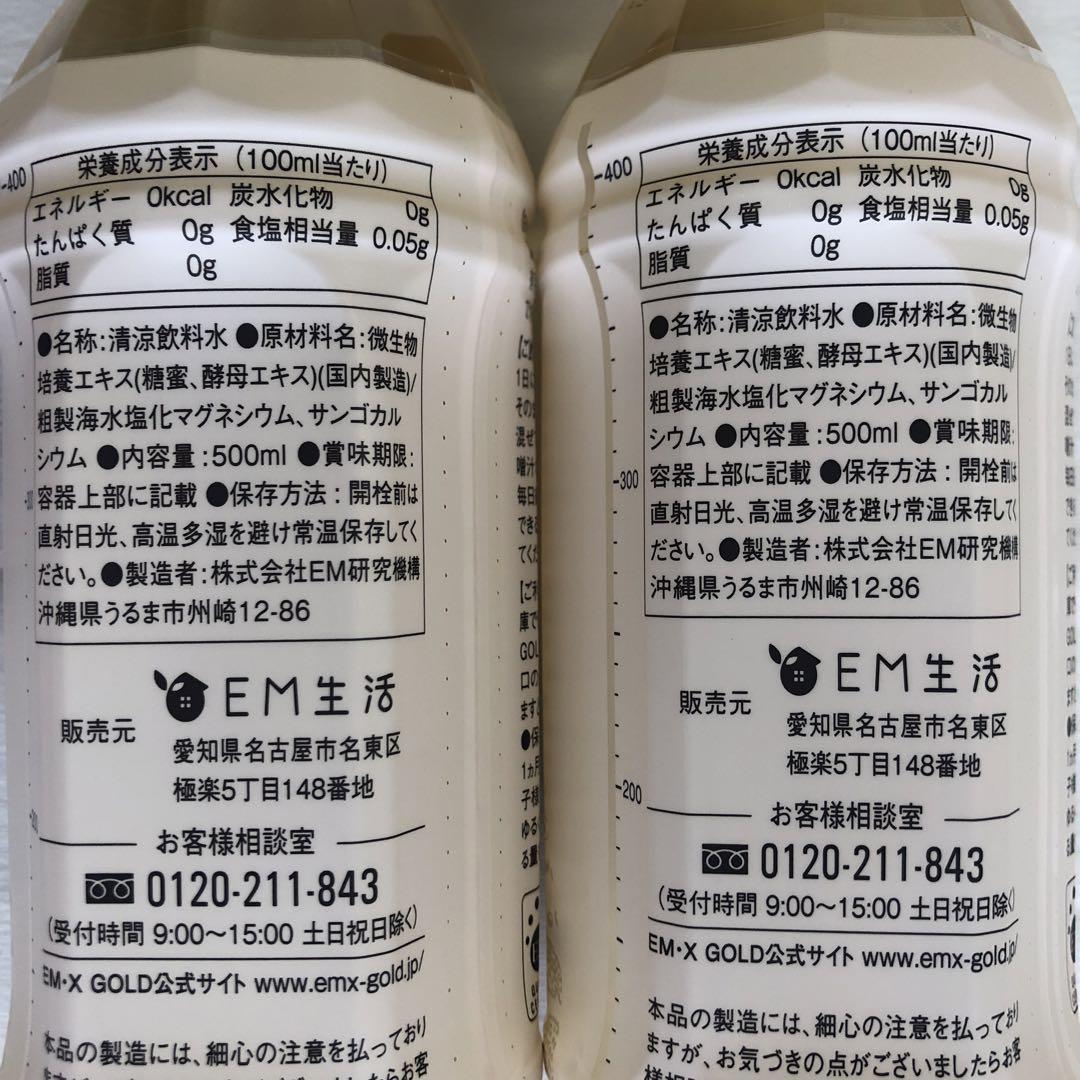 -400
栄養成分表示（100ml当たり）
エネルギー 0kcal 炭水化物 0g
たんぱく質 0g 食塩相当量 0.05g
脂質 0g
●名称:清涼飲料水 ●原材料名:微生物
培養エキス(糖蜜、酵母エキス)(国内製造)/
粗製海水塩化マグネシウム、サンゴカル
シウム ●内容量:500ml ●賞味期限:
容器上部に記載 ●保存方法:開栓前は
直射日光、高温多湿を避け常温保存してく
ださい。●製造者:株式会社EM研究機構
沖縄県うるま市州崎12-86
販売元
EM生活
愛知県名古屋市名東区
極楽5丁目148番地
お客様相談室
0120-211-843
（受付時間 9:00〜15:00 土日祝日除く）
EM・X GOLD公式サイト www.emx-gold.jp/
本品の製造には、細心の注意を払っており
ますが、お気づきの点がございましたらお客
-400
-300
-200
栄養成分表示（100ml当たり）
エネルギー 0kcal 炭水化物 0g
たんぱく質 0g 食塩相当量 0.05g
脂質 0g
●名称:清涼飲料水 ●原材料名:微生物
培養エキス(糖蜜、酵母エキス)(国内製造)/
粗製海水塩化マグネシウム、サンゴカル
シウム ●内容量:500ml ●賞味期限:
容器上部に記載 ●保存方法:開栓前は
直射日光、高温多湿を避け常温保存してく
ださい。●製造者:株式会社EM研究機構
沖縄県うるま市州崎12-86
販売元
EM生活
愛知県名古屋市名東区
極楽5丁目148番地
お客様相談室
0120-211-843
（受付時間 9:00〜15:00 土日祝日除く）
EM・X GOLD公式サイト www.emx-gold.jp/
本品の製造には、細心の注意を払っており
ますが、お気づきの点がございましたらお客